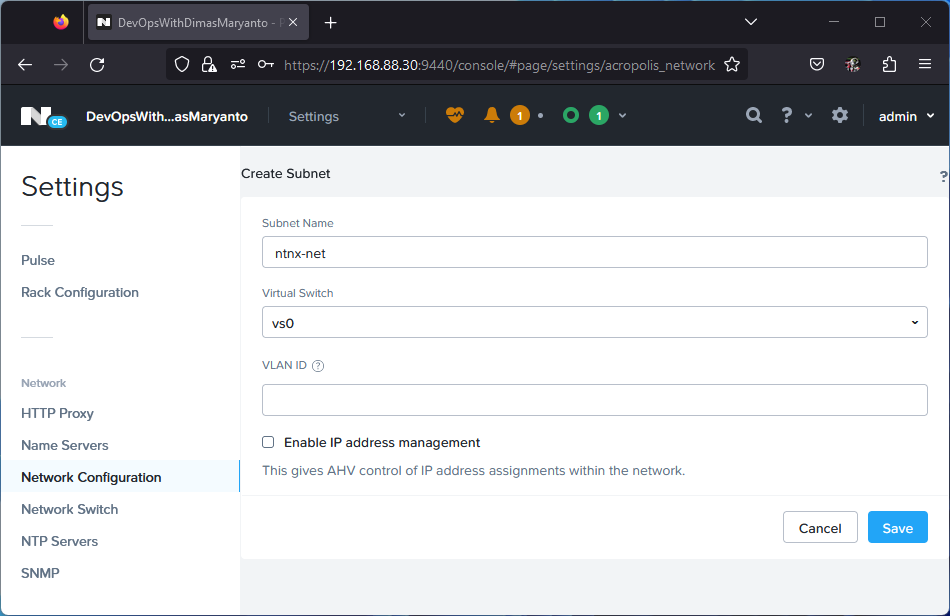 DevOpsWithDimasMaryanto - P
https://192.168.88.30:9440/console/#page/settings/acropolis_network
N CE DevOpsWith...asMaryanto Settings 1 • 1 ? admin
Settings
Pulse
Rack Configuration
Network
HTTP Proxy
Name Servers
Network Configuration
Network Switch
NTP Servers
SNMP
Create Subnet ?
Subnet Name
ntnx-net
Virtual Switch
vs0
VLAN ID ?
Enable IP address management
This gives AHV control of IP address assignments within the network.
Cancel Save